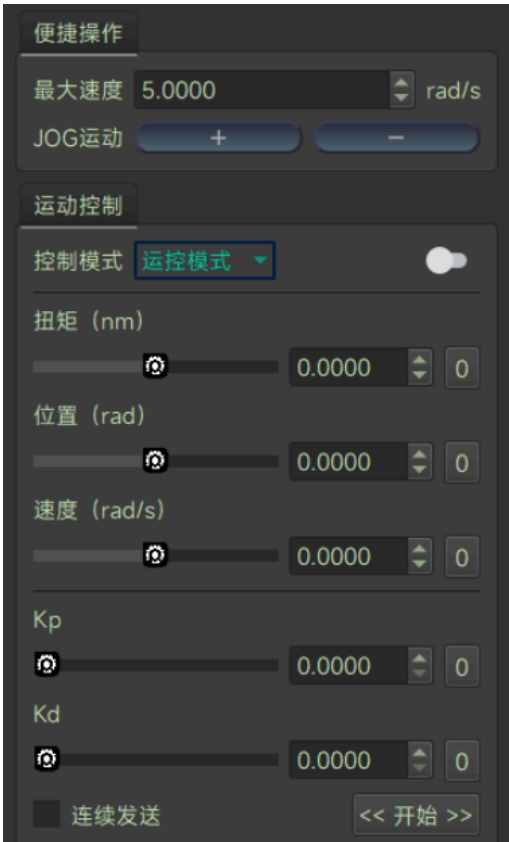 便捷操作
最大速度 5.0000 rad/s
JOG运动 + −
运动控制
控制模式 运控模式
扭矩（nm）
0.0000 0
位置（rad）
0.0000 0
速度（rad/s）
0.0000 0
Kp
0.0000 0
Kd
0.0000 0
连续发送 << 开始 >>